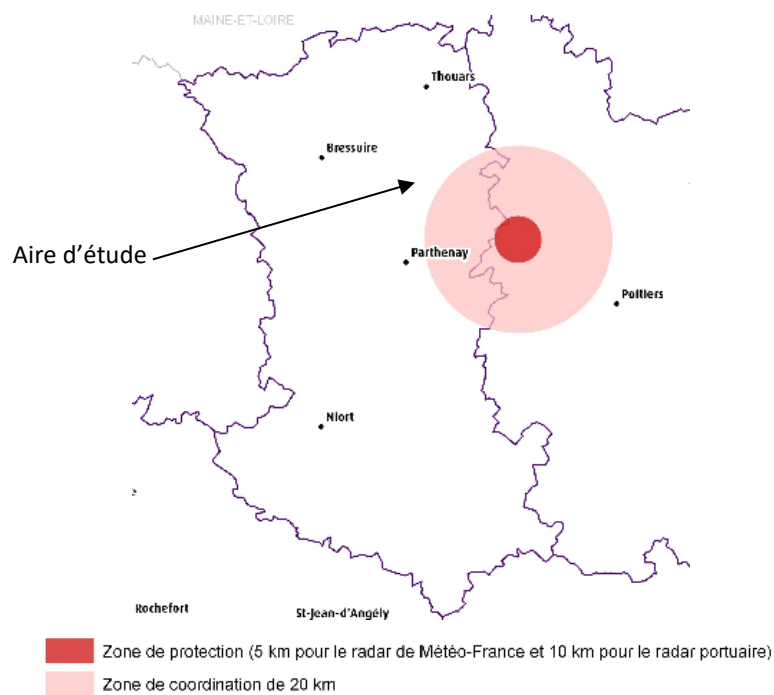 MAINE-ET-LOIRE
Thouars
Bressuire
Aire d'étude
Parthenay
Poitiers
Niort
e
Rochefort
St-Jean-d'Angély
Zone de protection (5 km pour le radar de Météo-France et 10 km pour le radar portuaire)
Zone de coordination de 20 km